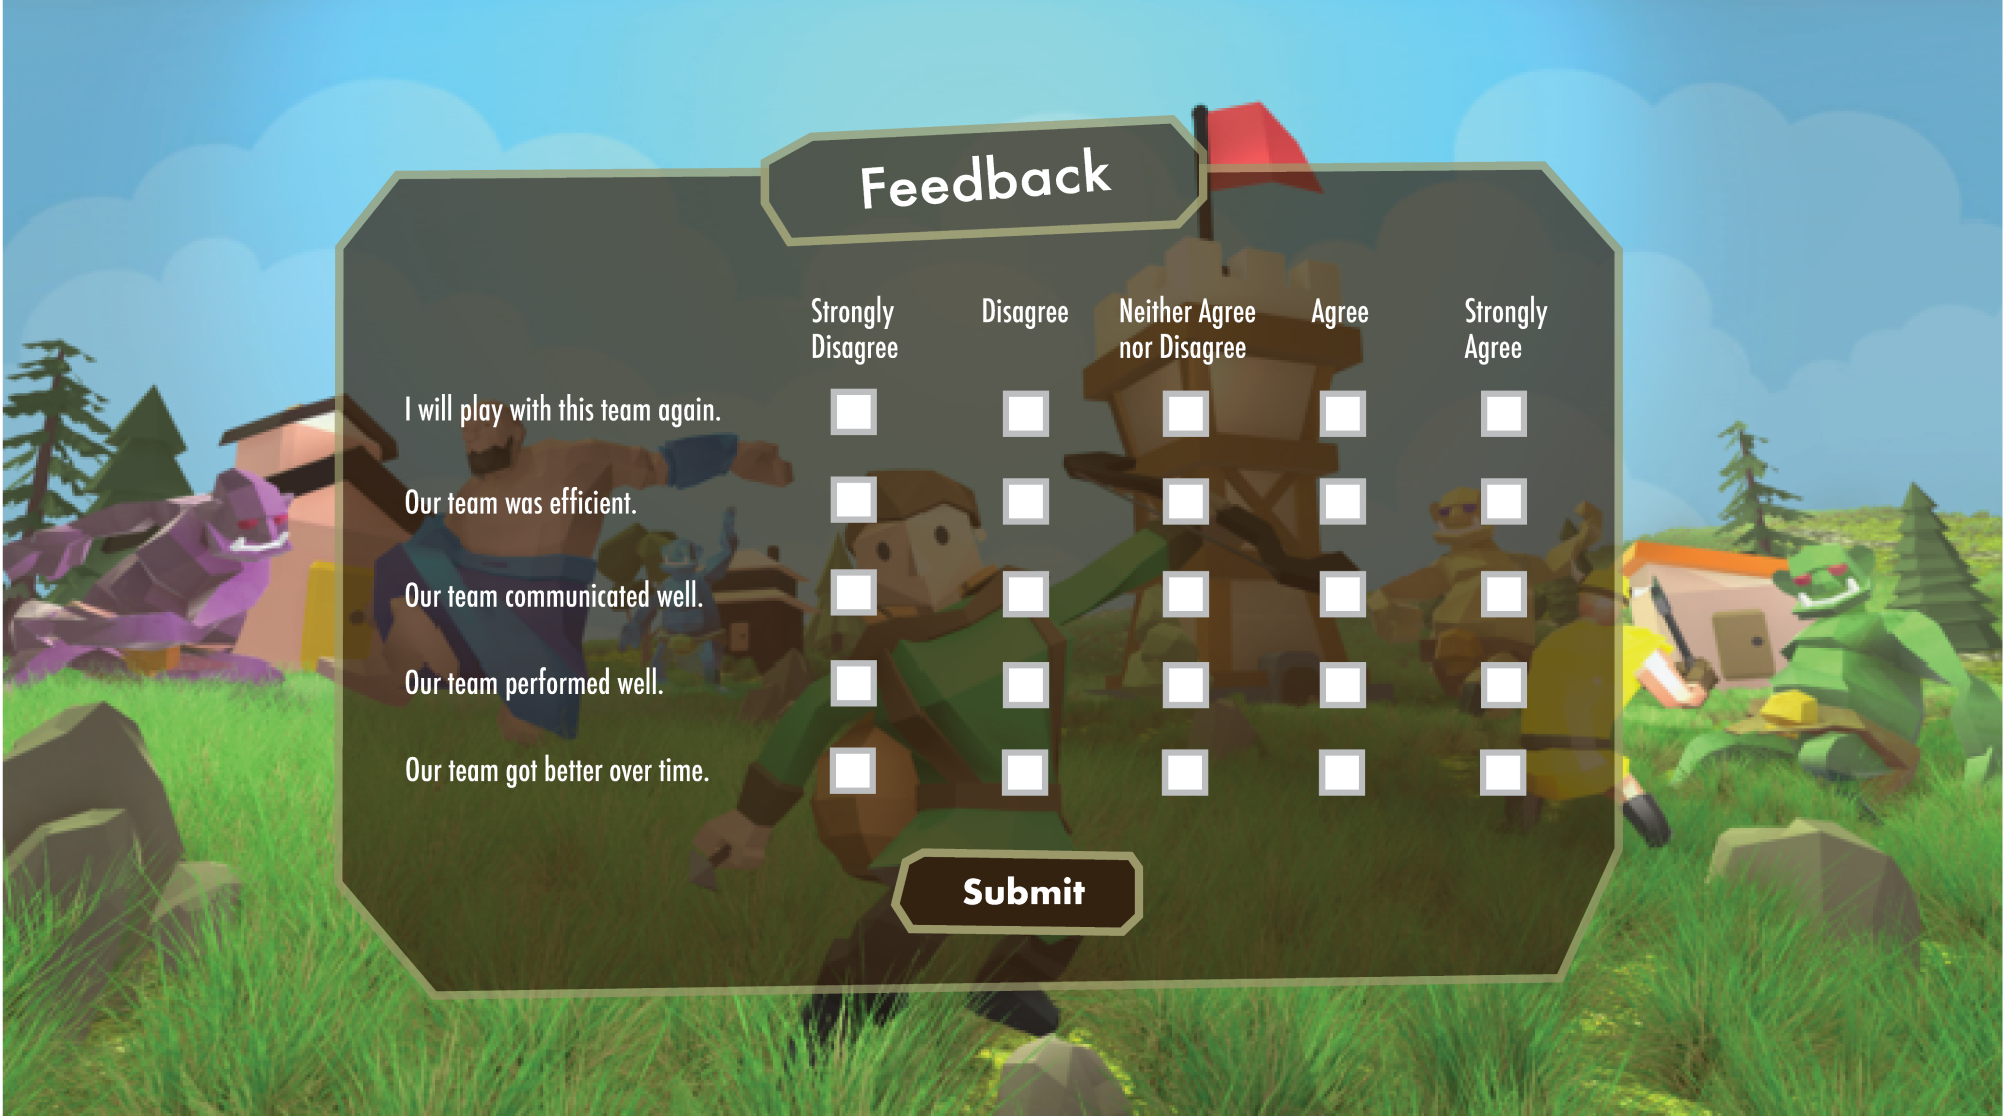 Feedback
Strongly Disagree Neither Agree Agree Strongly
Disagree nor Disagree Agree
I will play with this team again.
Our team was efficient.
Our team communicated well.
Our team performed well.
Our team got better over time.
Submit